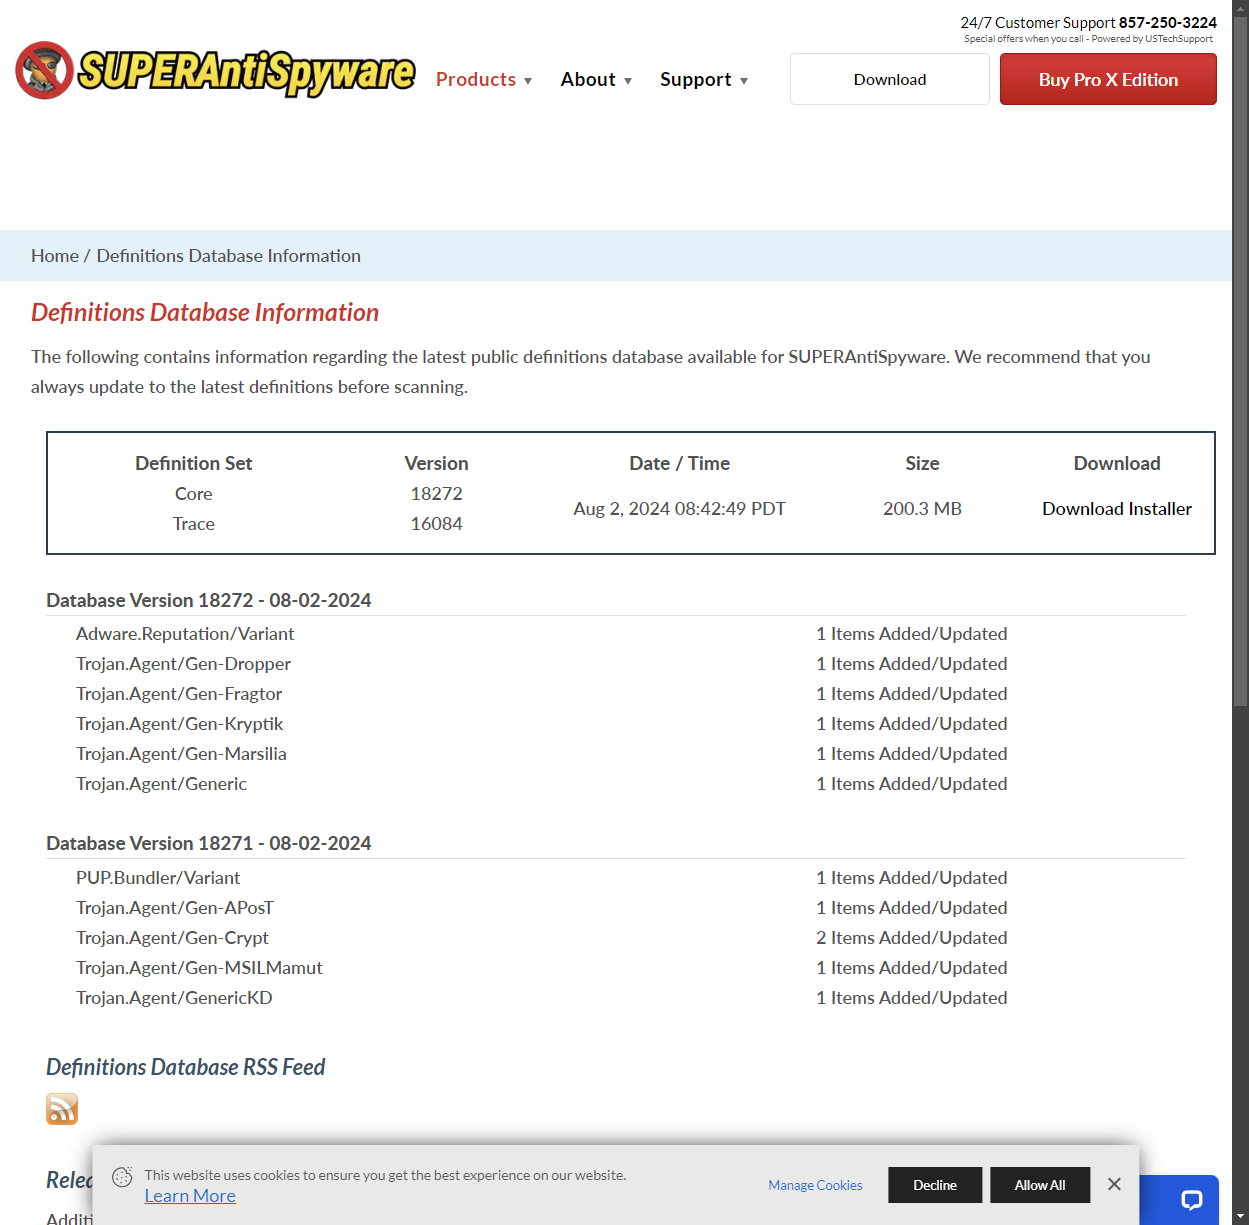 24/7 Customer Support 857-250-3224
Special offers when you call - Powered by USTechSupport
SUPERAntiSpyware
Products ▼ About ▼ Support ▼ Download Buy Pro X Edition
Home / Definitions Database Information
Definitions Database Information
The following contains information regarding the latest public definitions database available for SUPERAntiSpyware. We recommend that you
always update to the latest definitions before scanning.
Definition Set Version Date / Time Size Download
Core 18272
Aug 2, 2024 08:42:49 PDT 200.3 MB Download Installer
Trace 16084
Database Version 18272 - 08-02-2024
Adware.Reputation/Variant 1 Items Added/Updated
Trojan.Agent/Gen-Dropper 1 Items Added/Updated
Trojan.Agent/Gen-Fragtor 1 Items Added/Updated
Trojan.Agent/Gen-Kryptik 1 Items Added/Updated
Trojan.Agent/Gen-Marsilia 1 Items Added/Updated
Trojan.Agent/Generic 1 Items Added/Updated
Database Version 18271 - 08-02-2024
PUP.Bundler/Variant 1 Items Added/Updated
Trojan.Agent/Gen-APosT 1 Items Added/Updated
Trojan.Agent/Gen-Crypt 2 Items Added/Updated
Trojan.Agent/Gen-MSILMamut 1 Items Added/Updated
Trojan.Agent/GenericKD 1 Items Added/Updated
Definitions Database RSS Feed
This website uses cookies to ensure you get the best experience on our website.
Learn More
Manage Cookies Decline Allow All